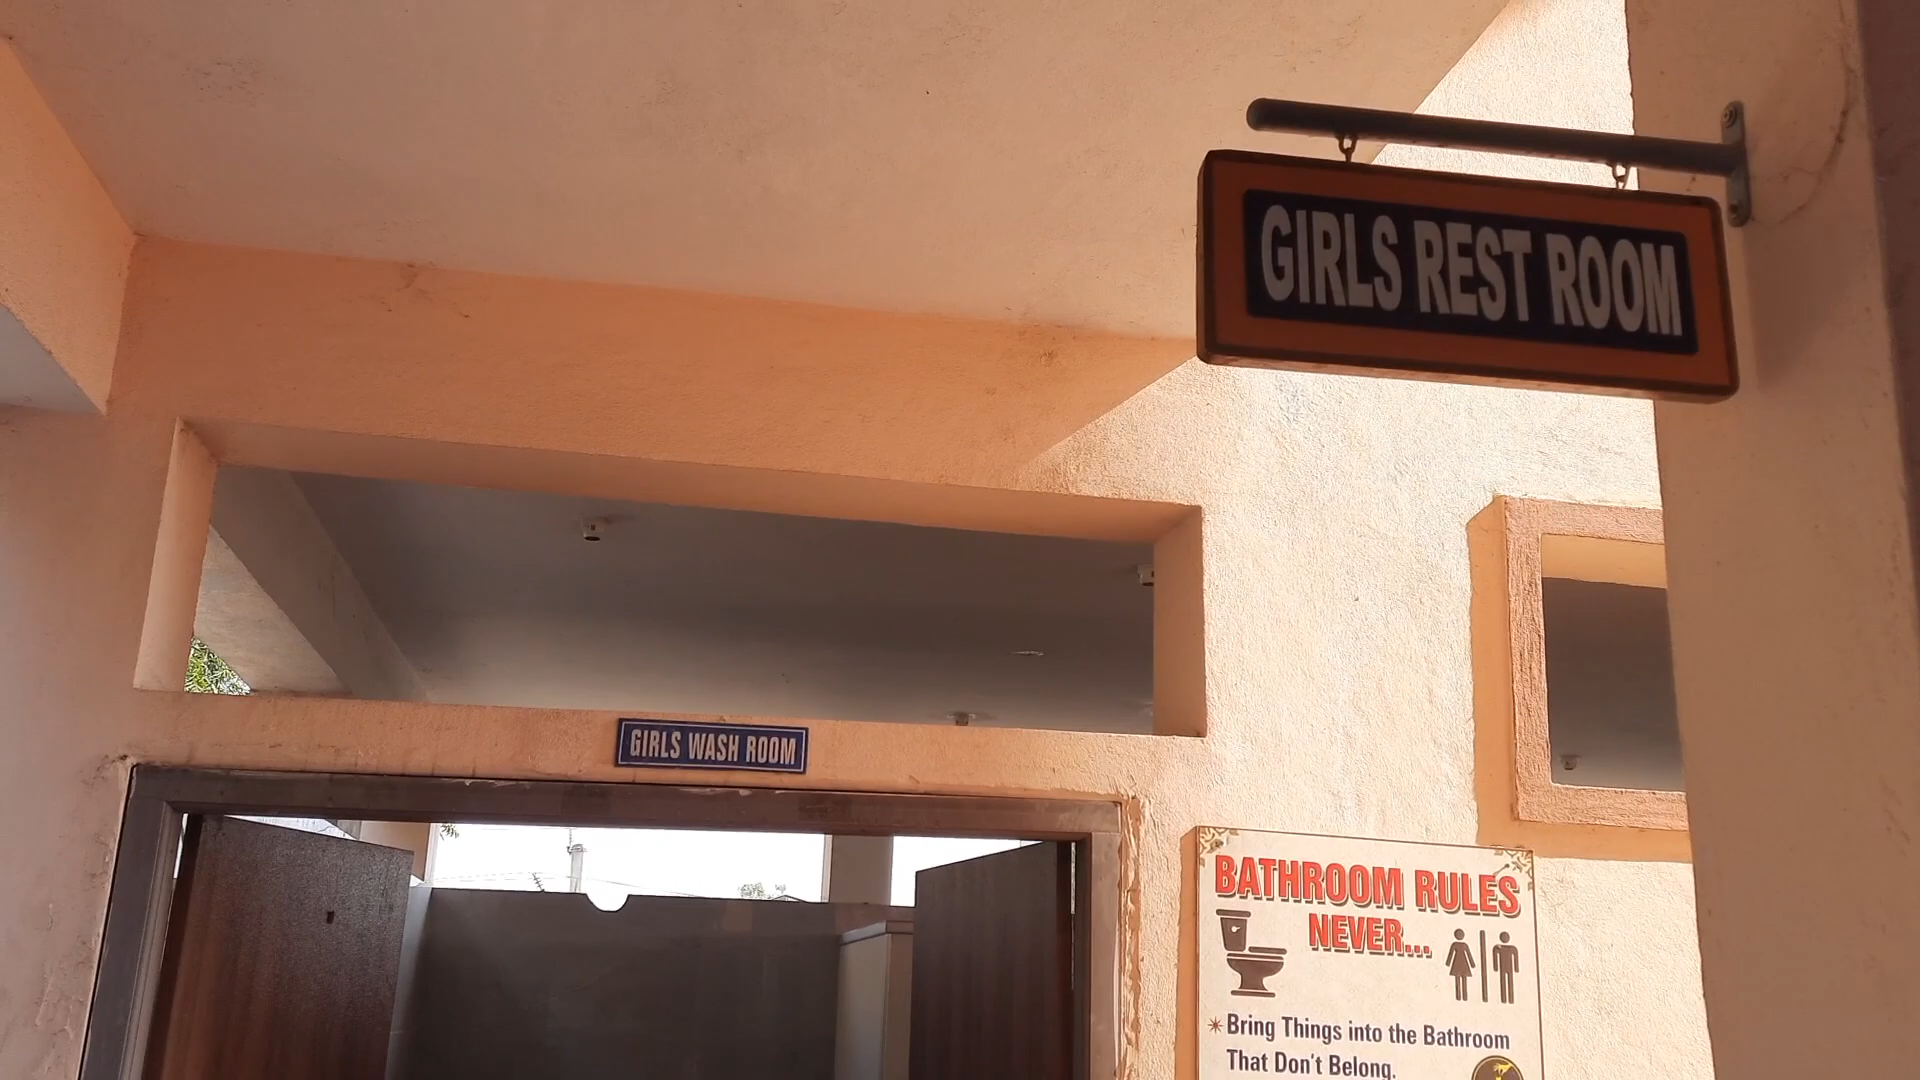 GIRLS REST ROOM
GIRLS WASH ROOM
BATHROOM RULES
NEVER...
Bring Things into the Bathroom
That Don't Belong.